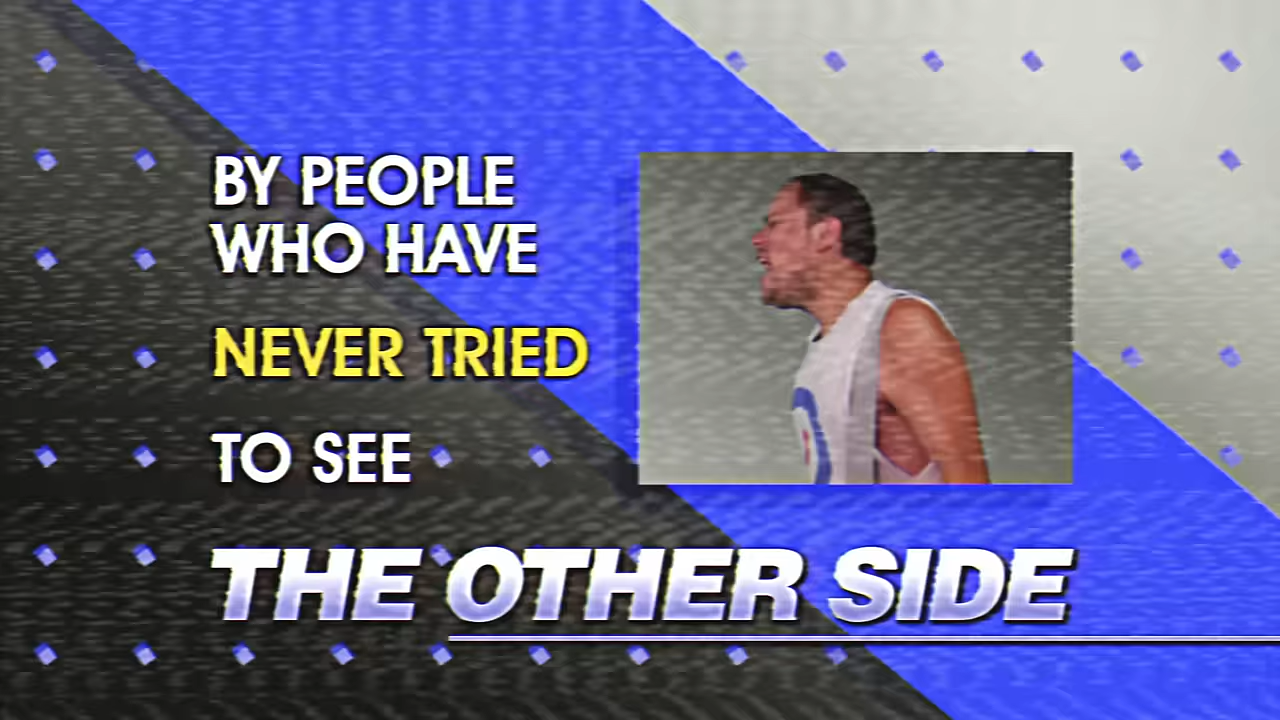 BY PEOPLE
WHO HAVE
NEVER TRIED
TO SEE
THE OTHER SIDE